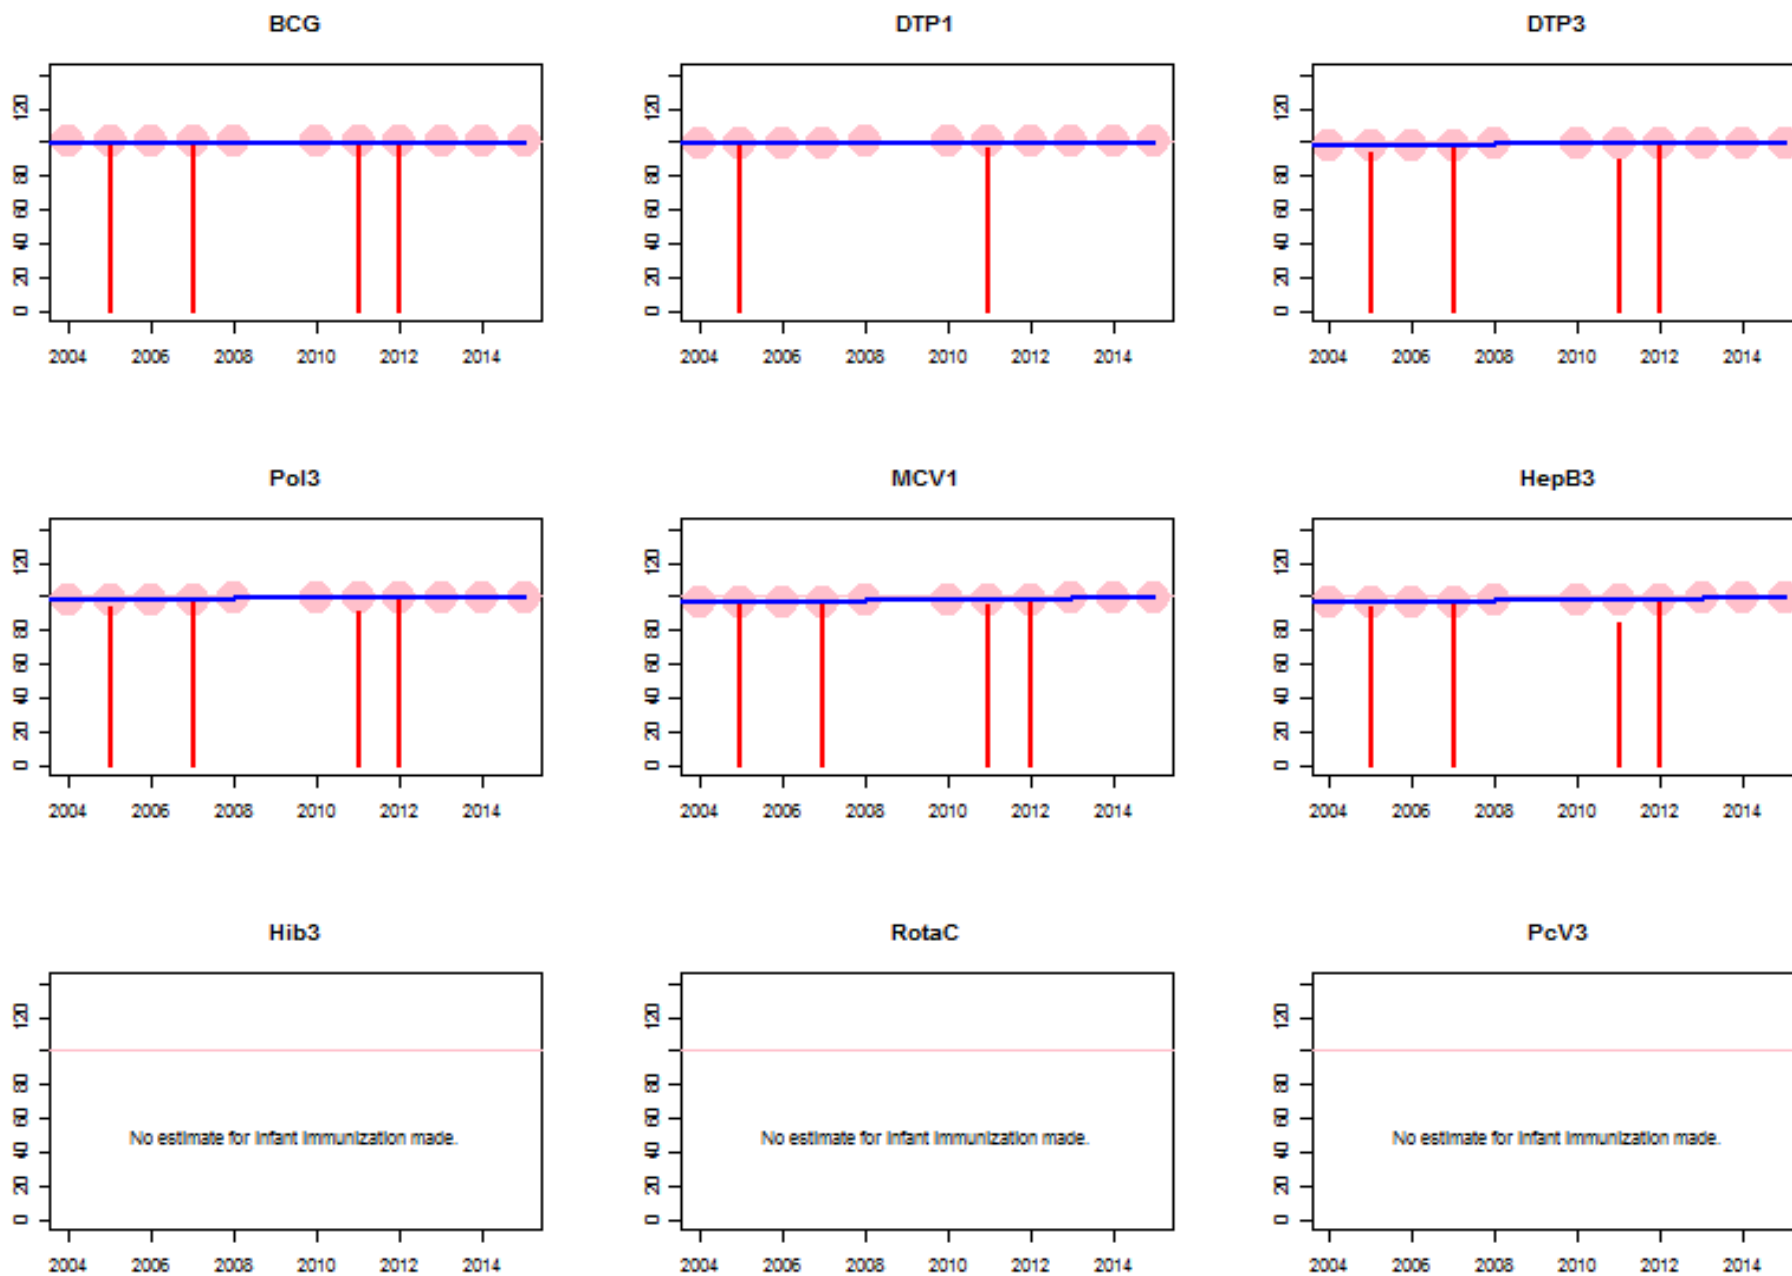 BCG DTP1 DTP3
120 120 120
80 80 80
60 60 60
40 40 40
20 20 20
0 0 0
2004 2006 2008 2010 2012 2014 2004 2006 2008 2010 2012 2014 2004 2006 2008 2010 2012 2014
Pol3 MCV1 HepB3
120 120 120
80 80 80
60 60 60
40 40 40
20 20 20
0 0 0
2004 2006 2008 2010 2012 2014 2004 2006 2008 2010 2012 2014 2004 2006 2008 2010 2012 2014
Hib3 RotaC PcV3
120 120 120
80 80 80
60 60 60
No estimate for infant immunization made. No estimate for infant immunization made. No estimate for infant immunization made.
40 40 40
20 20 20
0 0 0
2004 2006 2008 2010 2012 2014 2004 2006 2008 2010 2012 2014 2004 2006 2008 2010 2012 2014